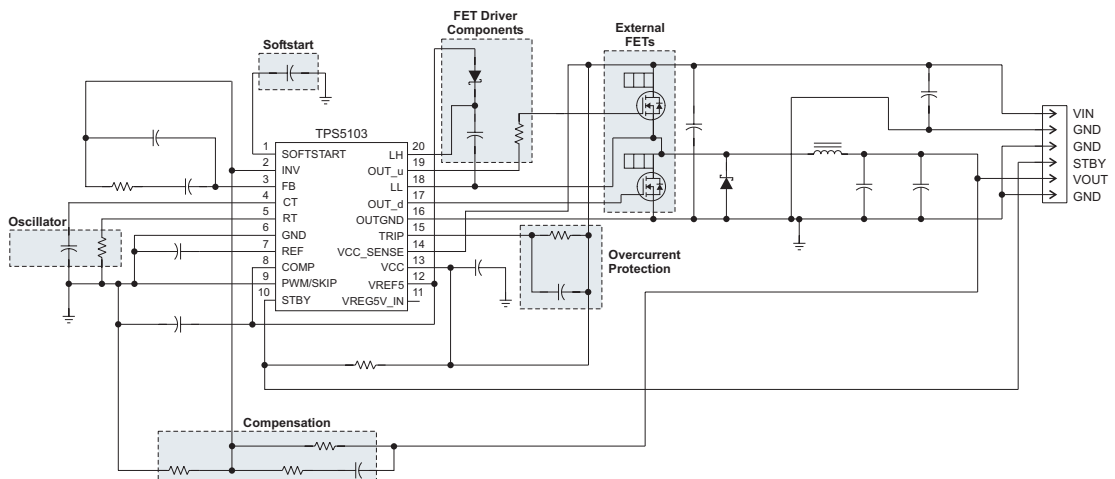 FET Driver
Components
External
FETs
Softstart
TPS5103
1 SOFTSTART
2 INV
3 FB
4 CT
5 RT
6 GND
7 REF
8 COMP
9 PWM/SKIP
10 STBY
LH 20
OUT_u 19
LL 18
OUT_d 17
OUTGND 16
TRIP 15
VCC_SENSE 14
VCC 13
VREF5 12
VREG5V_IN 11
Oscillator
Overcurrent
Protection
VIN
GND
GND
STBY
VOUT
GND
Compensation